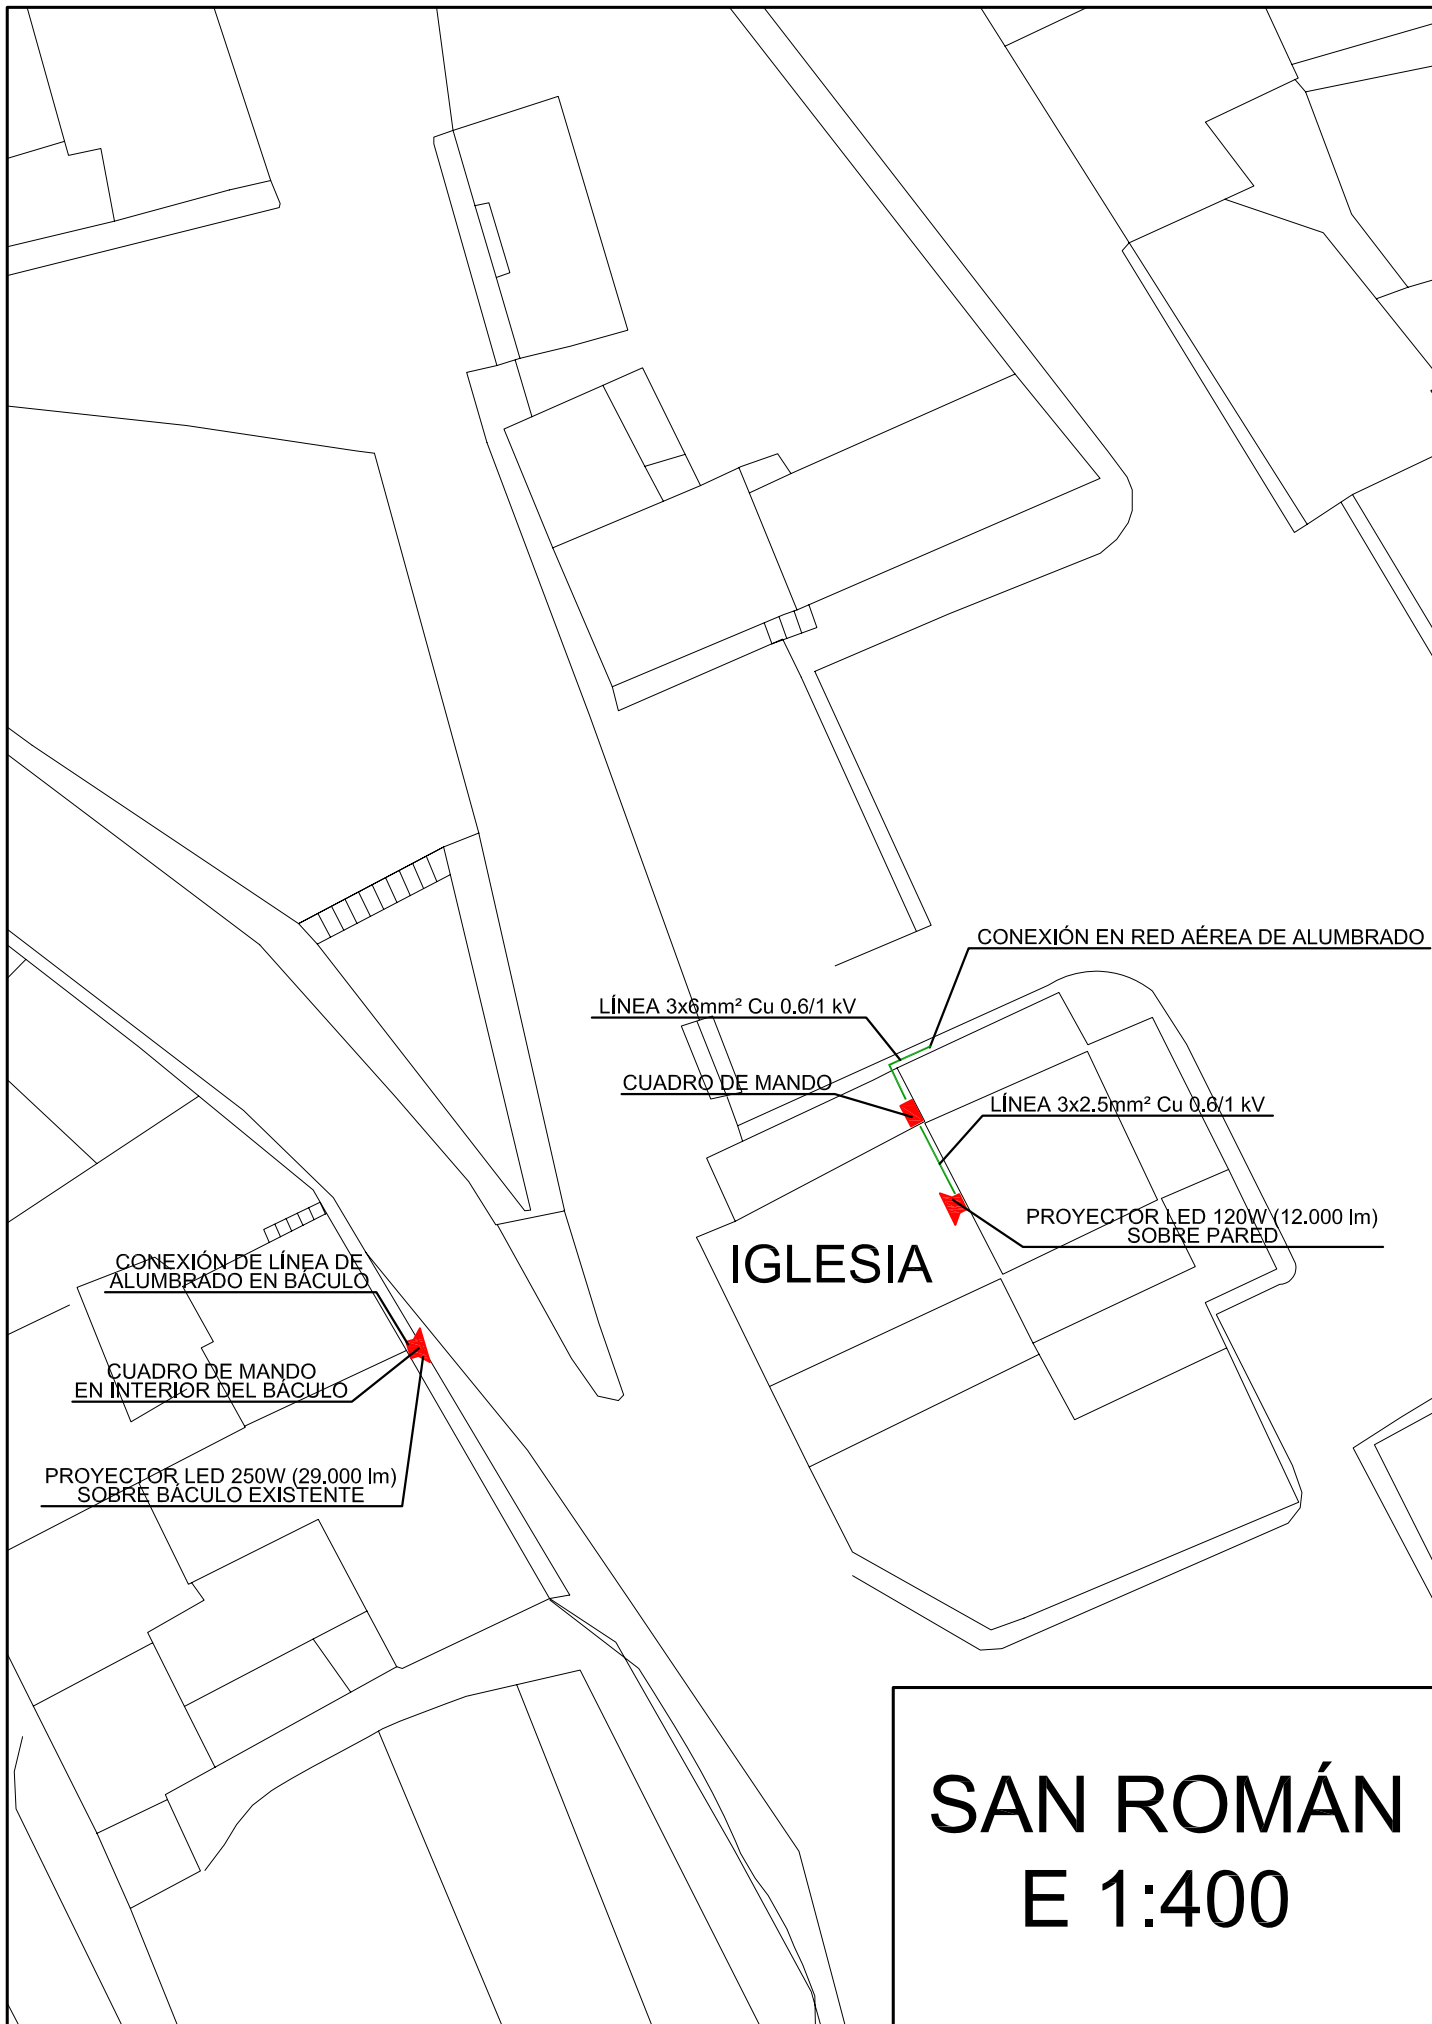 CONEXIÓN EN RED AÉREA DE ALUMBRADO
LÍNEA 3x6mm² Cu 0.6/1 kV
CUADRO DE MANDO
LÍNEA 3x2.5mm² Cu 0.6/1 kV
PROYECTOR LED 120W (12.000 lm)
SOBRE PARED
IGLESIA
CONEXIÓN DE LÍNEA DE
ALUMBRADO EN BÁCULO
CUADRO DE MANDO
EN INTERIOR DEL BÁCULO
PROYECTOR LED 250W (29.000 lm)
SOBRE BÁCULO EXISTENTE
SAN ROMÁN
E 1:400